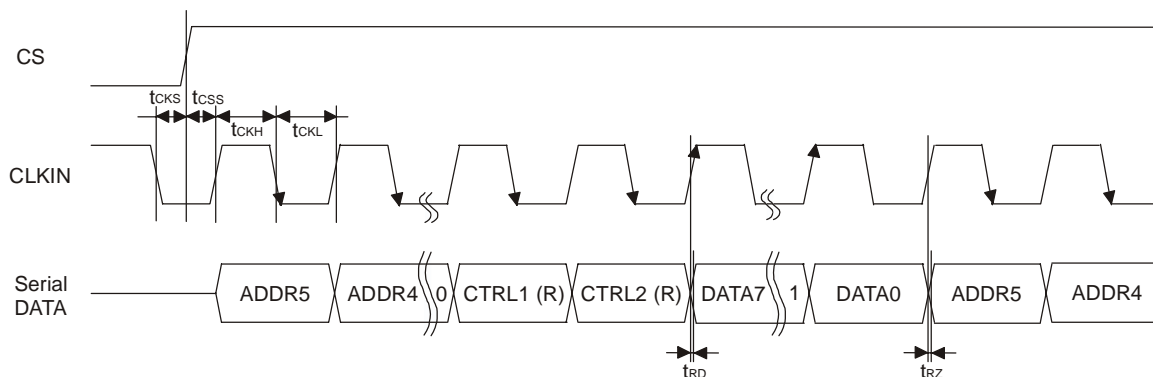 CS
tCKS tCSS
tCKH tCKL
CLKIN
Serial
DATA
ADDR5 ADDR4 0 CTRL1 (R) CTRL2 (R) DATA7 1 DATA0 ADDR5 ADDR4
tRD tRZ